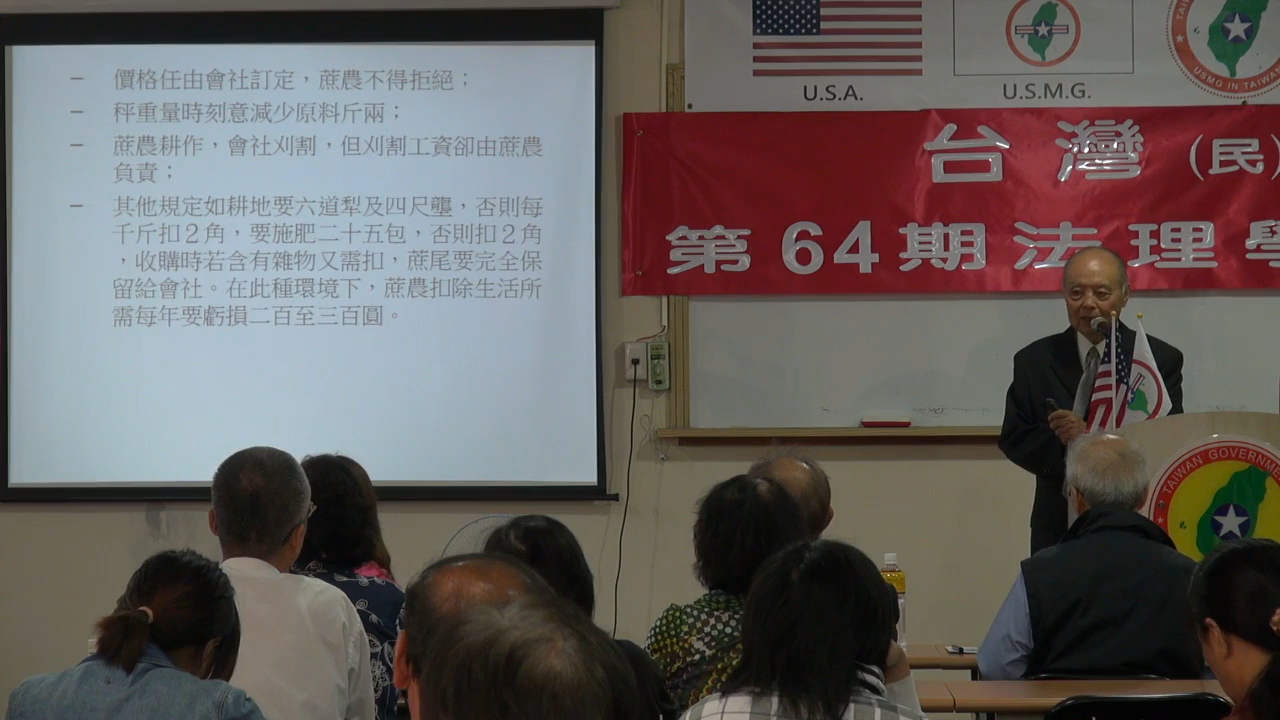 – 價格任由會社訂定，蔗農不得拒絕；
– 秤重量時刻意減少原料斤兩；
– 蔗農耕作，會社刈割，但刈割工資卻由蔗農
負責；
– 其他規定如耕地要六道犁及四尺壟，否則每
千斤扣２角，要施肥二十五包，否則扣２角
，收購時若含有雜物又需扣，蔗尾要完全保
留給會社。在此種環境下，蔗農扣除生活所
需每年要虧損二百至三百圓。
U.S.A.
U.S.M.G.
USMG IN TAIWAN
台灣（民）
第64期法理學
TAIWAN GOVERNME